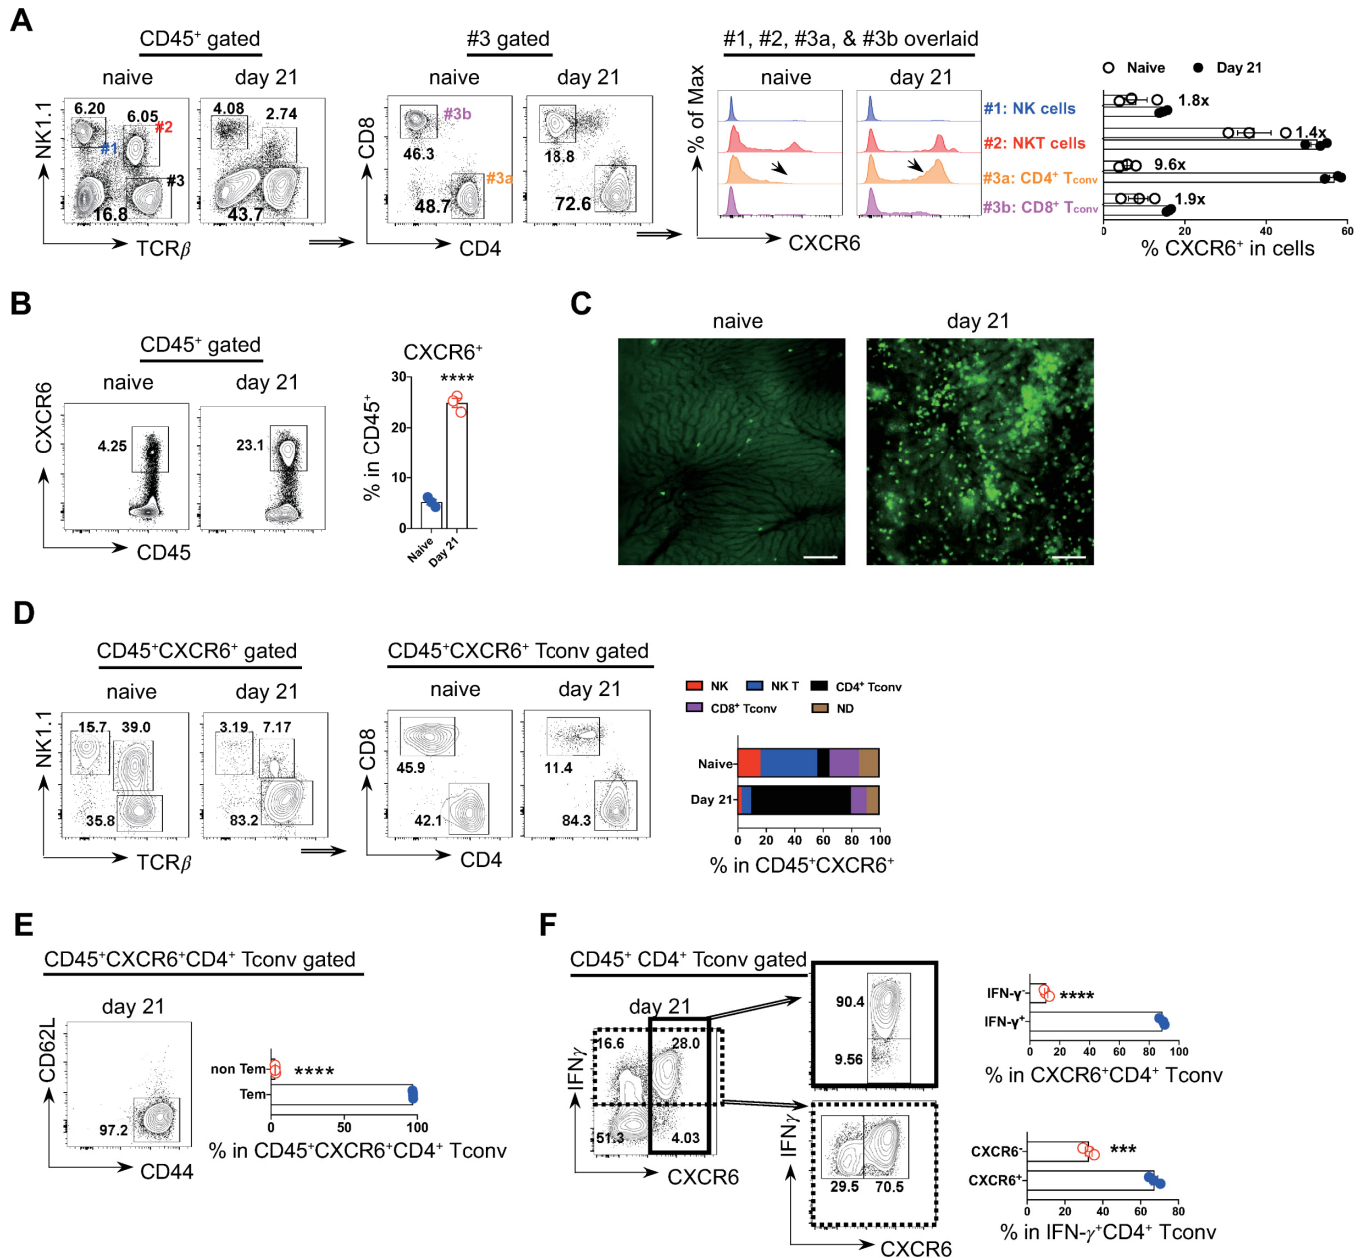 A
CD45⁺ gated
#3 gated
#1, #2, #3a, & #3b overlaid
naive
day 21
naive
day 21
naive
day 21
Naive
Day 21
NK1.1
6.20
6.05
#2
#1
#3
16.8
4.08
2.74
43.7
TCRβ
CD8
#3b
46.3
#3a
48.7
18.8
72.6
CD4
% of Max
#1: NK cells
#2: NKT cells
#3a: CD4⁺ Tconv
#3b: CD8⁺ Tconv
CXCR6
1.8x
1.4x
9.6x
1.9x
0
20
40
60
% CXCR6⁺ in cells
B
CD45⁺ gated
naive
day 21
CXCR6
4.25
23.1
CD45
CXCR6⁺
****
% in CD45⁺
30
20
10
0
Naive
Day 21
C
naive
day 21
D
CD45⁺CXCR6⁺ gated
CD45⁺CXCR6⁺ Tconv gated
naive
day 21
naive
day 21
NK1.1
15.7
39.0
35.8
3.19
7.17
83.2
TCRβ
CD8
45.9
42.1
11.4
84.3
CD4
NK
NK T
CD4⁺ Tconv
CD8⁺ Tconv
ND
Naive
Day 21
0
20
40
60
80
100
% in CD45⁺CXCR6⁺
E
CD45⁺CXCR6⁺CD4⁺ Tconv gated
day 21
CD62L
97.2
CD44
non Tem
Tem
****
0
50
100
% in CD45⁺CXCR6⁺CD4⁺ Tconv
F
CD45⁺ CD4⁺ Tconv gated
day 21
IFNγ
16.6
28.0
51.3
4.03
CXCR6
90.4
9.56
IFNγ
29.5
70.5
CXCR6
IFN-γ⁻
IFN-γ⁺
****
0
20
40
60
80
100
% in CXCR6⁺CD4⁺ Tconv
CXCR6⁻
CXCR6⁺
***
0
20
40
60
80
% in IFN-γ⁺CD4⁺ Tconv